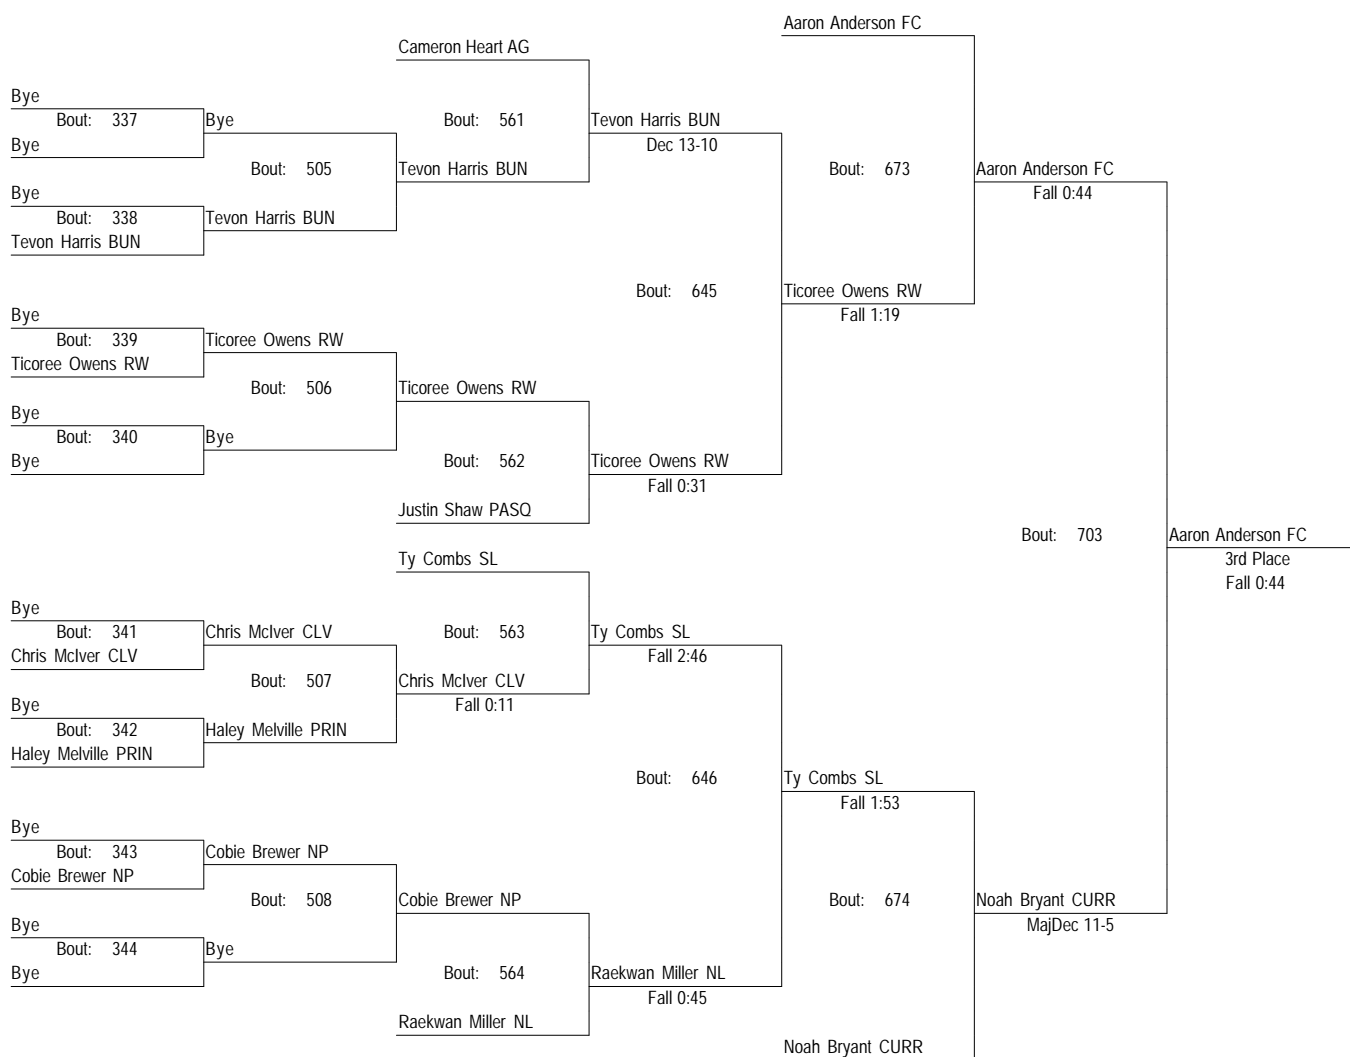 Aaron Anderson FC
Cameron Heart AG
Bye
Bout: 337
Bye
Bout: 561
Tevon Harris BUN
Bye
Dec 13-10
Bout: 505
Tevon Harris BUN
Bout: 673
Aaron Anderson FC
Bye
Fall 0:44
Bout: 338
Tevon Harris BUN
Tevon Harris BUN
Bout: 645
Ticoree Owens RW
Bye
Fall 1:19
Bout: 339
Ticoree Owens RW
Ticoree Owens RW
Bout: 506
Ticoree Owens RW
Bye
Bout: 340
Bye
Bye
Bout: 562
Ticoree Owens RW
Fall 0:31
Justin Shaw PASQ
Bout: 703
Aaron Anderson FC
3rd Place
Fall 0:44
Ty Combs SL
Bye
Bout: 341
Chris McIver CLV
Bout: 563
Ty Combs SL
Chris McIver CLV
Fall 2:46
Bout: 507
Chris McIver CLV
Fall 0:11
Bye
Bout: 342
Haley Melville PRIN
Haley Melville PRIN
Bout: 646
Ty Combs SL
Fall 1:53
Bye
Bout: 343
Cobie Brewer NP
Cobie Brewer NP
Bout: 508
Cobie Brewer NP
Bout: 674
Noah Bryant CURR
MajDec 11-5
Bye
Bout: 344
Bye
Bye
Bout: 564
Raekwan Miller NL
Fall 0:45
Raekwan Miller NL
Noah Bryant CURR